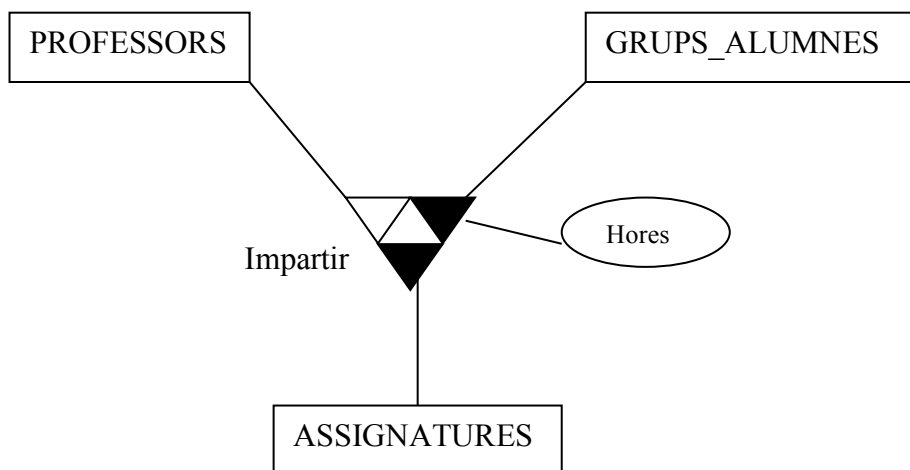 PROFESSORS
GRUPS_ALUMNES
Hores
Impartir
ASSIGNATURES